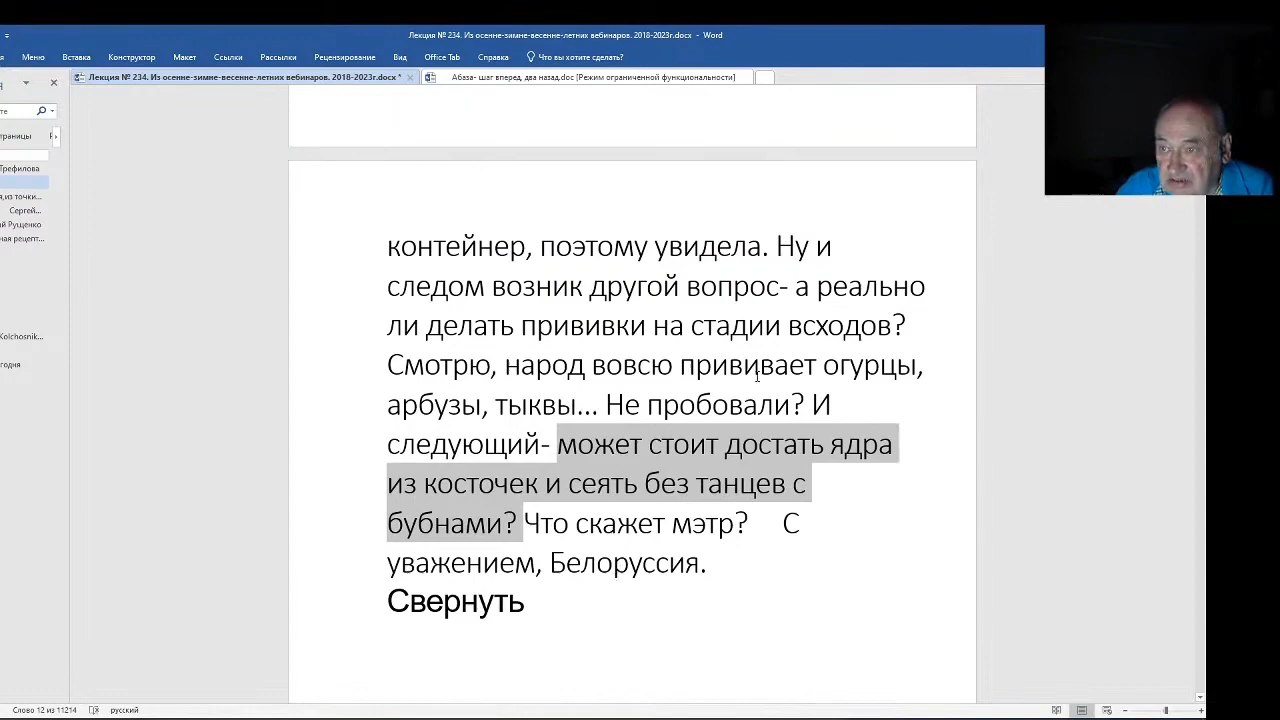 Лекция № 234. Из осенне-зимне-весенне-летних вебинаров. 2018-2023г.docx - Word
Меню Вставка Конструктор Макет Ссылки Рассылки Рецензирование Вид Office Tab Справка Что вы хотите сделать?
Лекция № 234. Из осенне-зимне-весенне-летних вебинаров. 2018-2023г.docx *
Абаза- шаг вперед, два назад.doc [Режим ограниченной функциональности]
Трефилова
Сергей...
Kolchosnik...
контейнер, поэтому увидела. Ну и
следом возник другой вопрос- а реально
ли делать прививки на стадии всходов?
Смотрю, народ вовсю прививает огурцы,
арбузы, тыквы... Не пробовали? И
следующий- может стоит достать ядра
из косточек и сеять без танцев с
бубнами? Что скажет мэтр? С
уважением, Белоруссия.
Свернуть
Слово 12 из 11214 русский